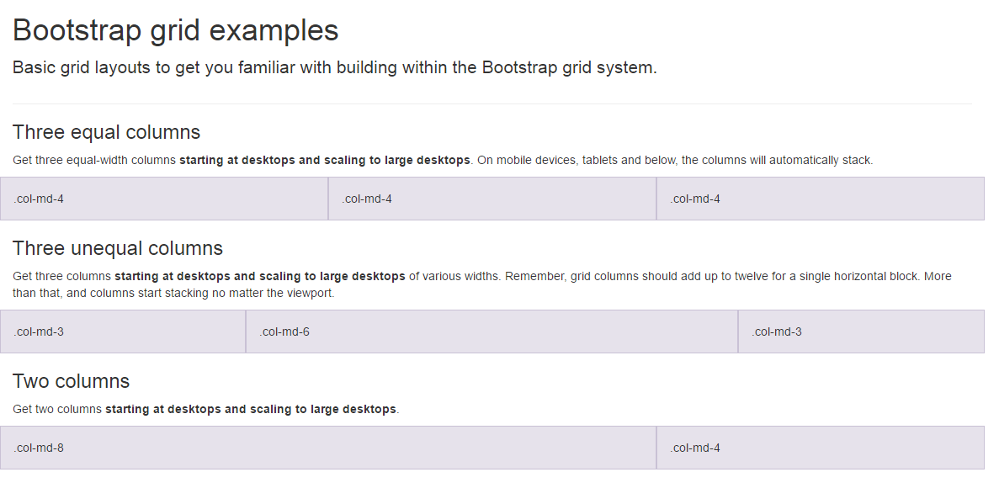 Bootstrap grid examples
Basic grid layouts to get you familiar with building within the Bootstrap grid system.
Three equal columns
Get three equal-width columns starting at desktops and scaling to large desktops. On mobile devices, tablets and below, the columns will automatically stack.
.col-md-4 .col-md-4 .col-md-4
Three unequal columns
Get three columns starting at desktops and scaling to large desktops of various widths. Remember, grid columns should add up to twelve for a single horizontal block. More
than that, and columns start stacking no matter the viewport.
.col-md-3 .col-md-6 .col-md-3
Two columns
Get two columns starting at desktops and scaling to large desktops.
.col-md-8 .col-md-4